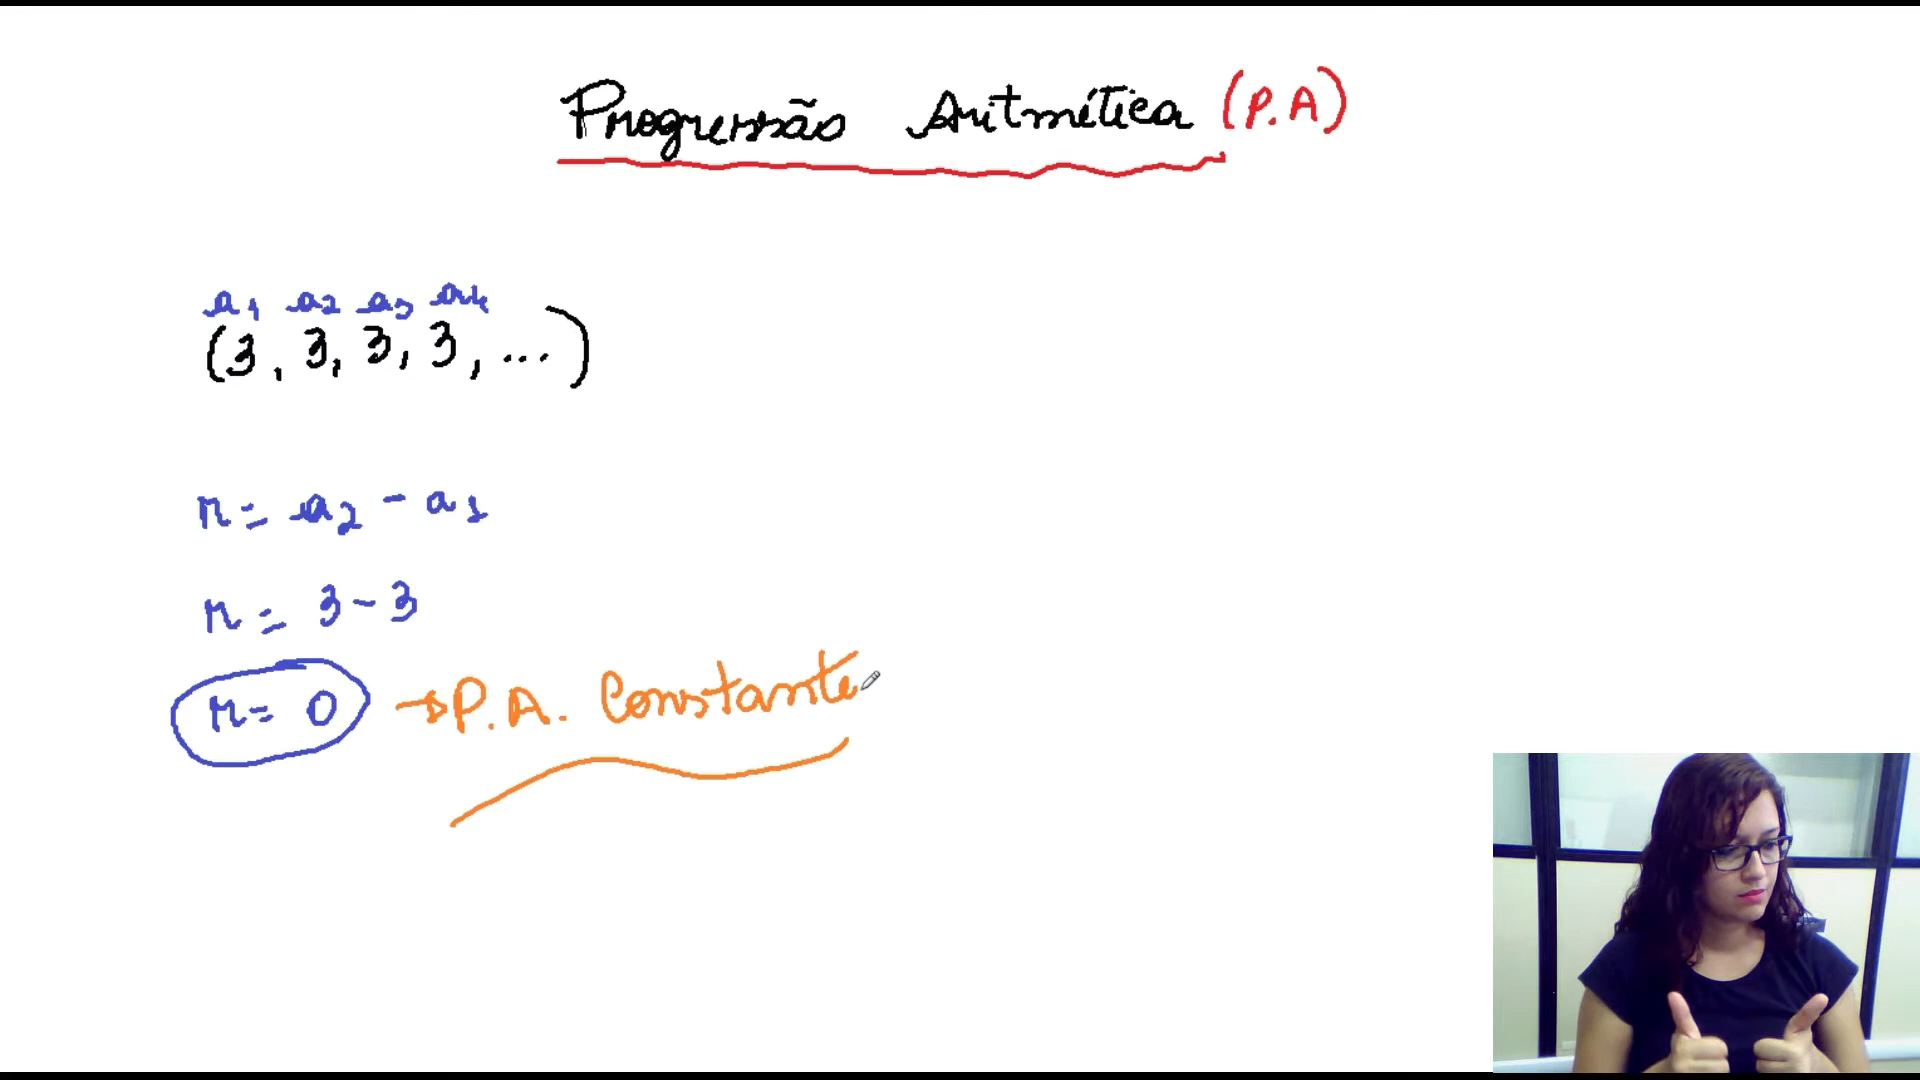 Progressão Aritmética (P.A)
a1 a2 a3 a4
(3, 3, 3, 3, ...)
r = a2 - a1
r = 3 - 3
r = 0 → P.A. Constante